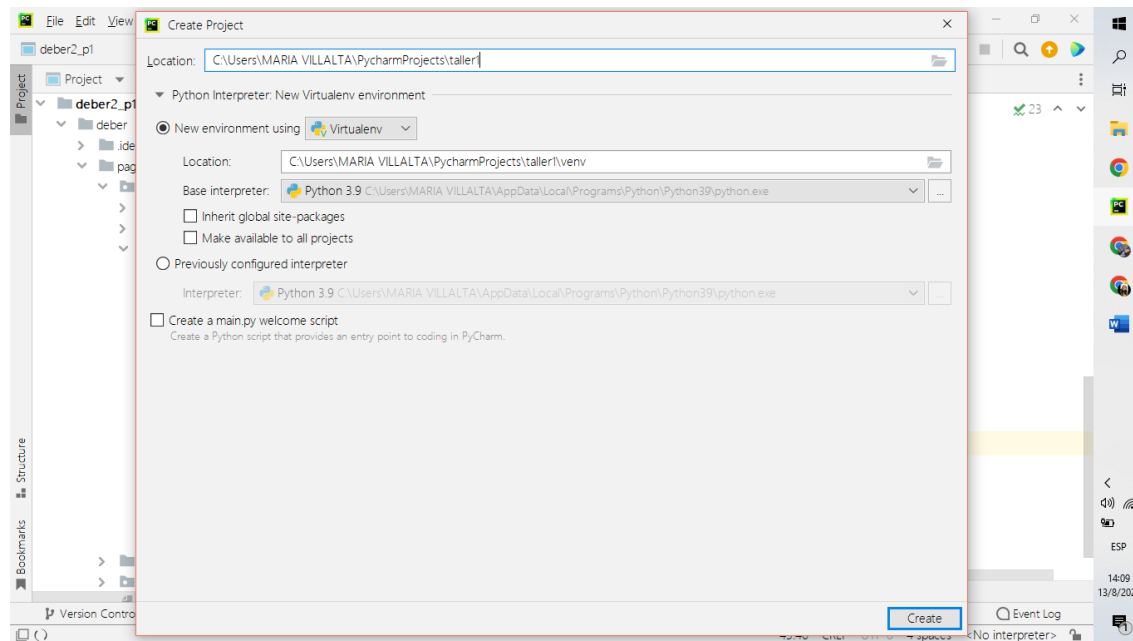 File Edit View
Create Project
deber2_p1
Location: C:\Users\MARIA VILLALTA\PycharmProjects\taller1
Project
Python Interpreter: New Virtualenv environment
deber2_p1
23
deber
New environment using Virtualenv
.ide
Location: C:\Users\MARIA VILLALTA\PycharmProjects\taller1\venv
pag
Base interpreter: Python 3.9 C:\Users\MARIA VILLALTA\AppData\Local\Programs\Python\Python39\python.exe ...
Inherit global site-packages
Make available to all projects
Previously configured interpreter
Interpreter: Python 3.9 C:\Users\MARIA VILLALTA\AppData\Local\Programs\Python\Python39\python.exe ...
Create a main.py welcome script
Create a Python script that provides an entry point to coding in PyCharm.
Structure
Bookmarks
ESP
14:09
13/8/202
Version Contro
Create
Event Log
4 spaces <No interpreter>
1